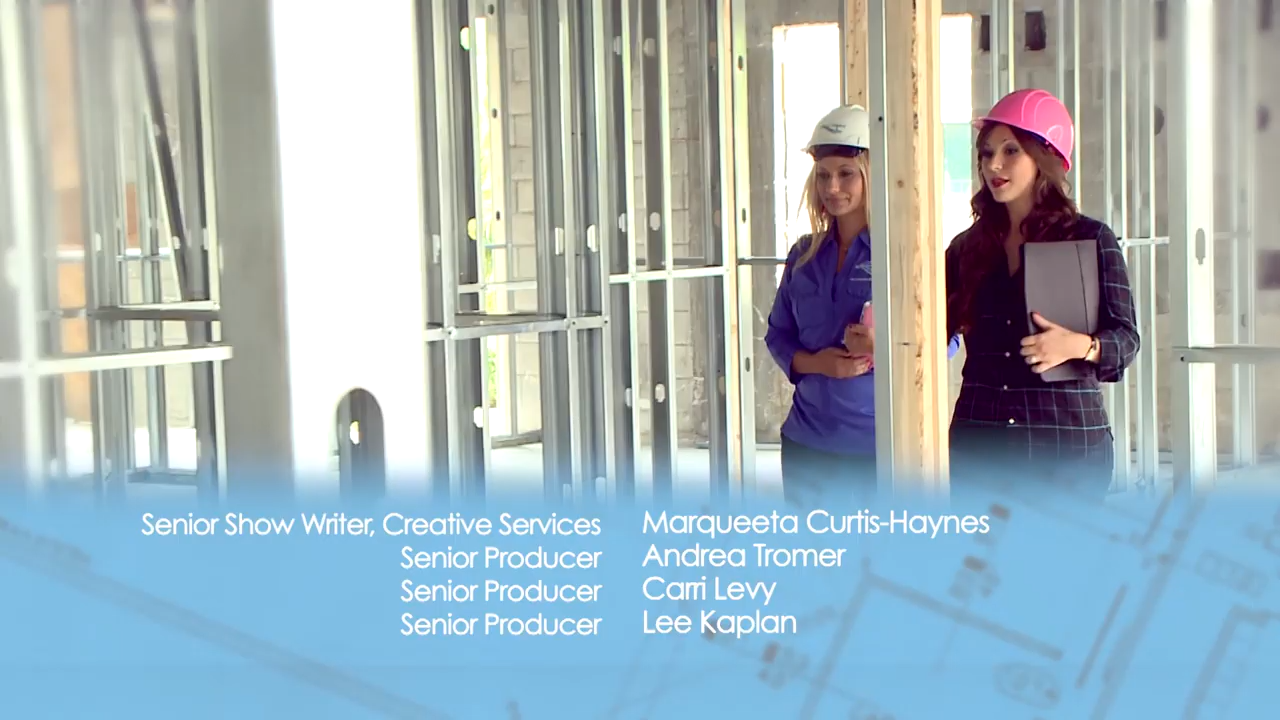 Senior Show Writer, Creative Services Marqueeta Curtis-Haynes
Senior Producer Andrea Tromer
Senior Producer Carri Levy
Senior Producer Lee Kaplan